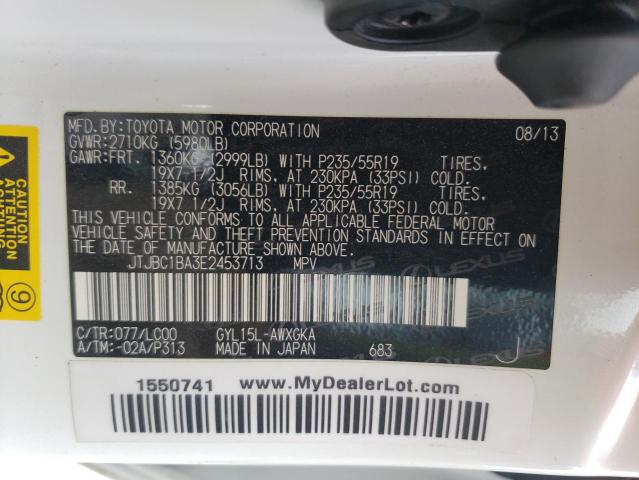 MFD.BY:TOYOTA MOTOR CORPORATION 08/13
GVWR:2710KG (5980LB)
GAWR:FRT. 1360KG (2999LB) WITH P235/55R19 TIRES.
19X7 1/2J RIMS. AT 230KPA (33PSI) COLD.
RR. 1385KG (3056LB) WITH P235/55R19 TIRES.
19X7 1/2J RIMS. AT 230KPA (33PSI) COLD.
THIS VEHICLE CONFORMS TO ALL APPLICABLE FEDERAL MOTOR
VEHICLE SAFETY AND THEFT PREVENTION STANDARDS IN EFFECT ON
THE DATE OF MANUFACTURE SHOWN ABOVE.
JTJBC1BA3E2453713 MPV
LEXUS
C/TR:077/LC00 GYL15L-AWXGKA
A/TM:-02A/P313 MADE IN JAPAN 683 J
CAUTION
ATTENTION
ACHTUNG
9
1550741 www.MyDealerLot.com